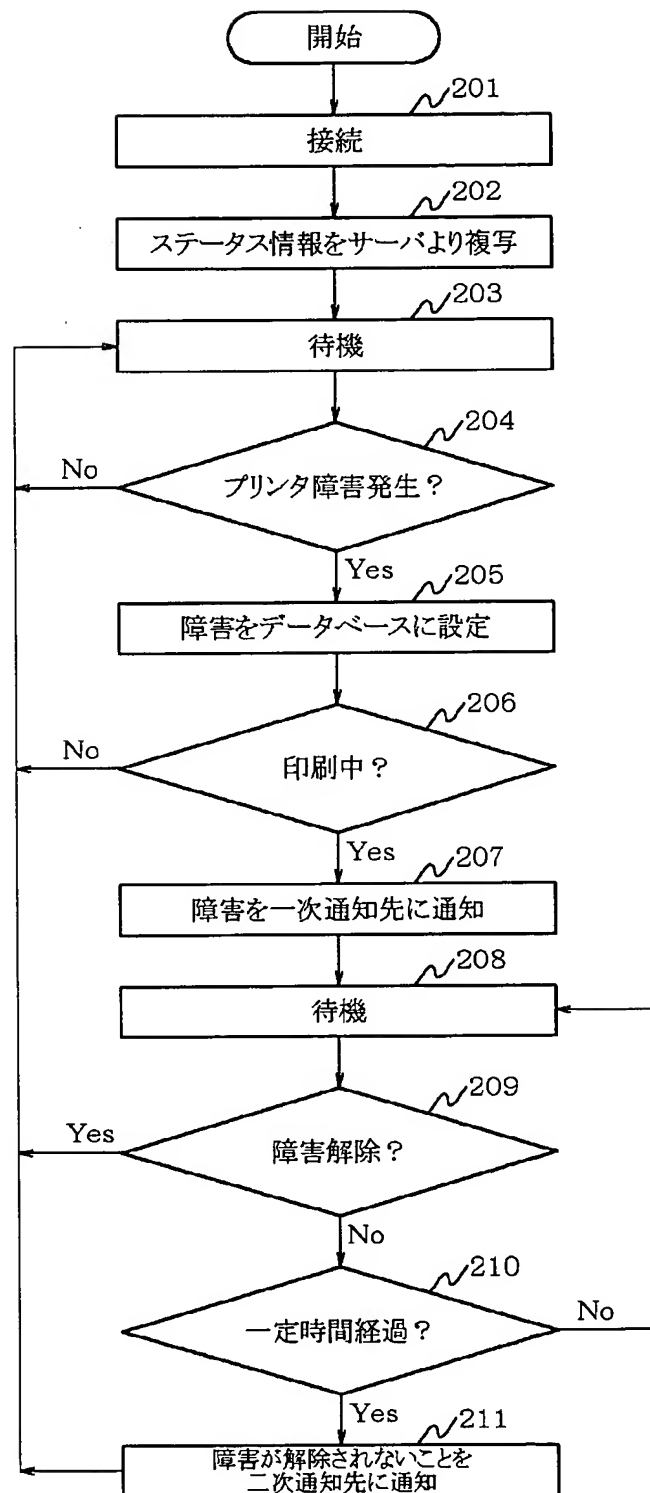 開始
201
接続
202
ステータス情報をサーバより複写
203
待機
204
No
プリンタ障害発生？
Yes
205
障害をデータベースに設定
206
No
印刷中？
Yes
207
障害を一次通知先に通知
208
待機
209
Yes
障害解除？
No
210
一定時間経過？
No
Yes
211
障害が解除されないことを
二次通知先に通知